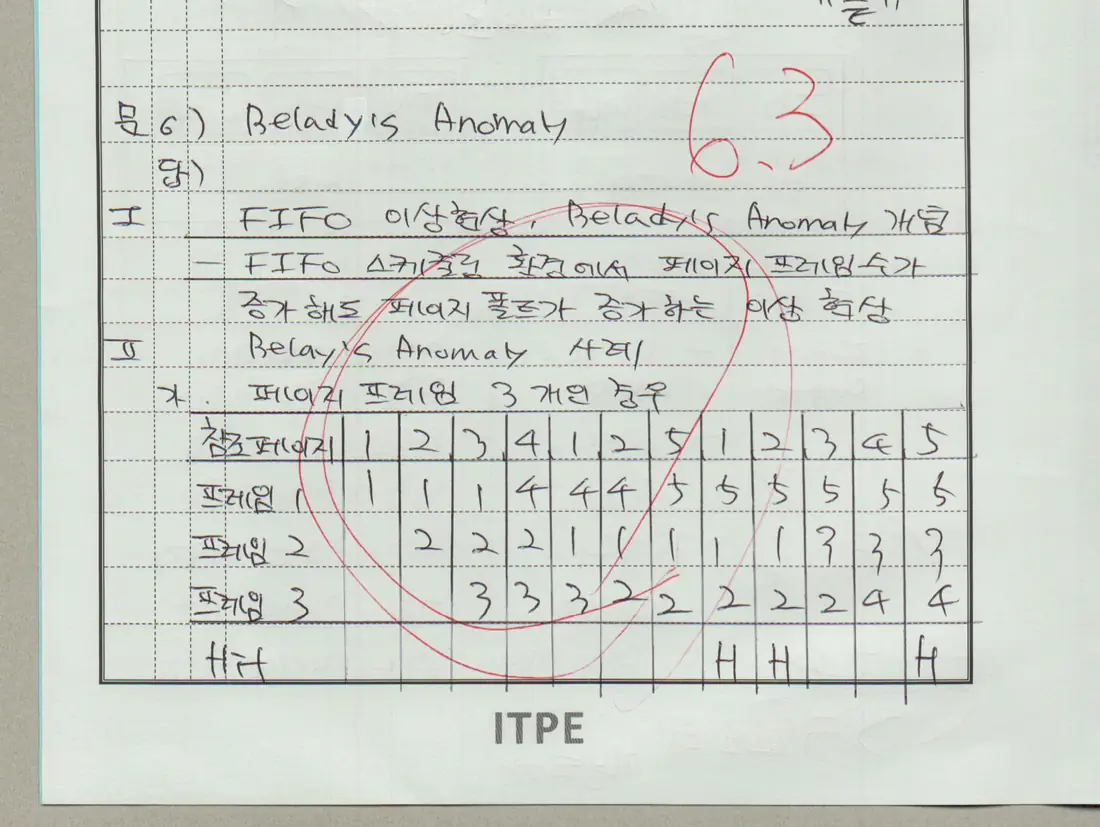 "끝"
6.3
문 6) Belady's Anomaly
답)
I FIFO 이상현상, Belady's Anomaly 개념
- FIFO 스케쥴링 환경에서 페이지 프레임수가
증가해도 페이지 폴트가 증가하는 이상 현상
II Belay's Anomaly 사례
가. 페이지 프레임 3개인 경우
참조페이지 1 2 3 4 1 2 5 1 2 3 4 5
프레임 1 1 1 1 4 4 4 5 5 5 5 5 5
프레임 2 2 2 2 1 1 1 1 1 3 3 3
프레임 3 3 3 3 2 2 2 2 2 4 4
Hit H H H
ITPE